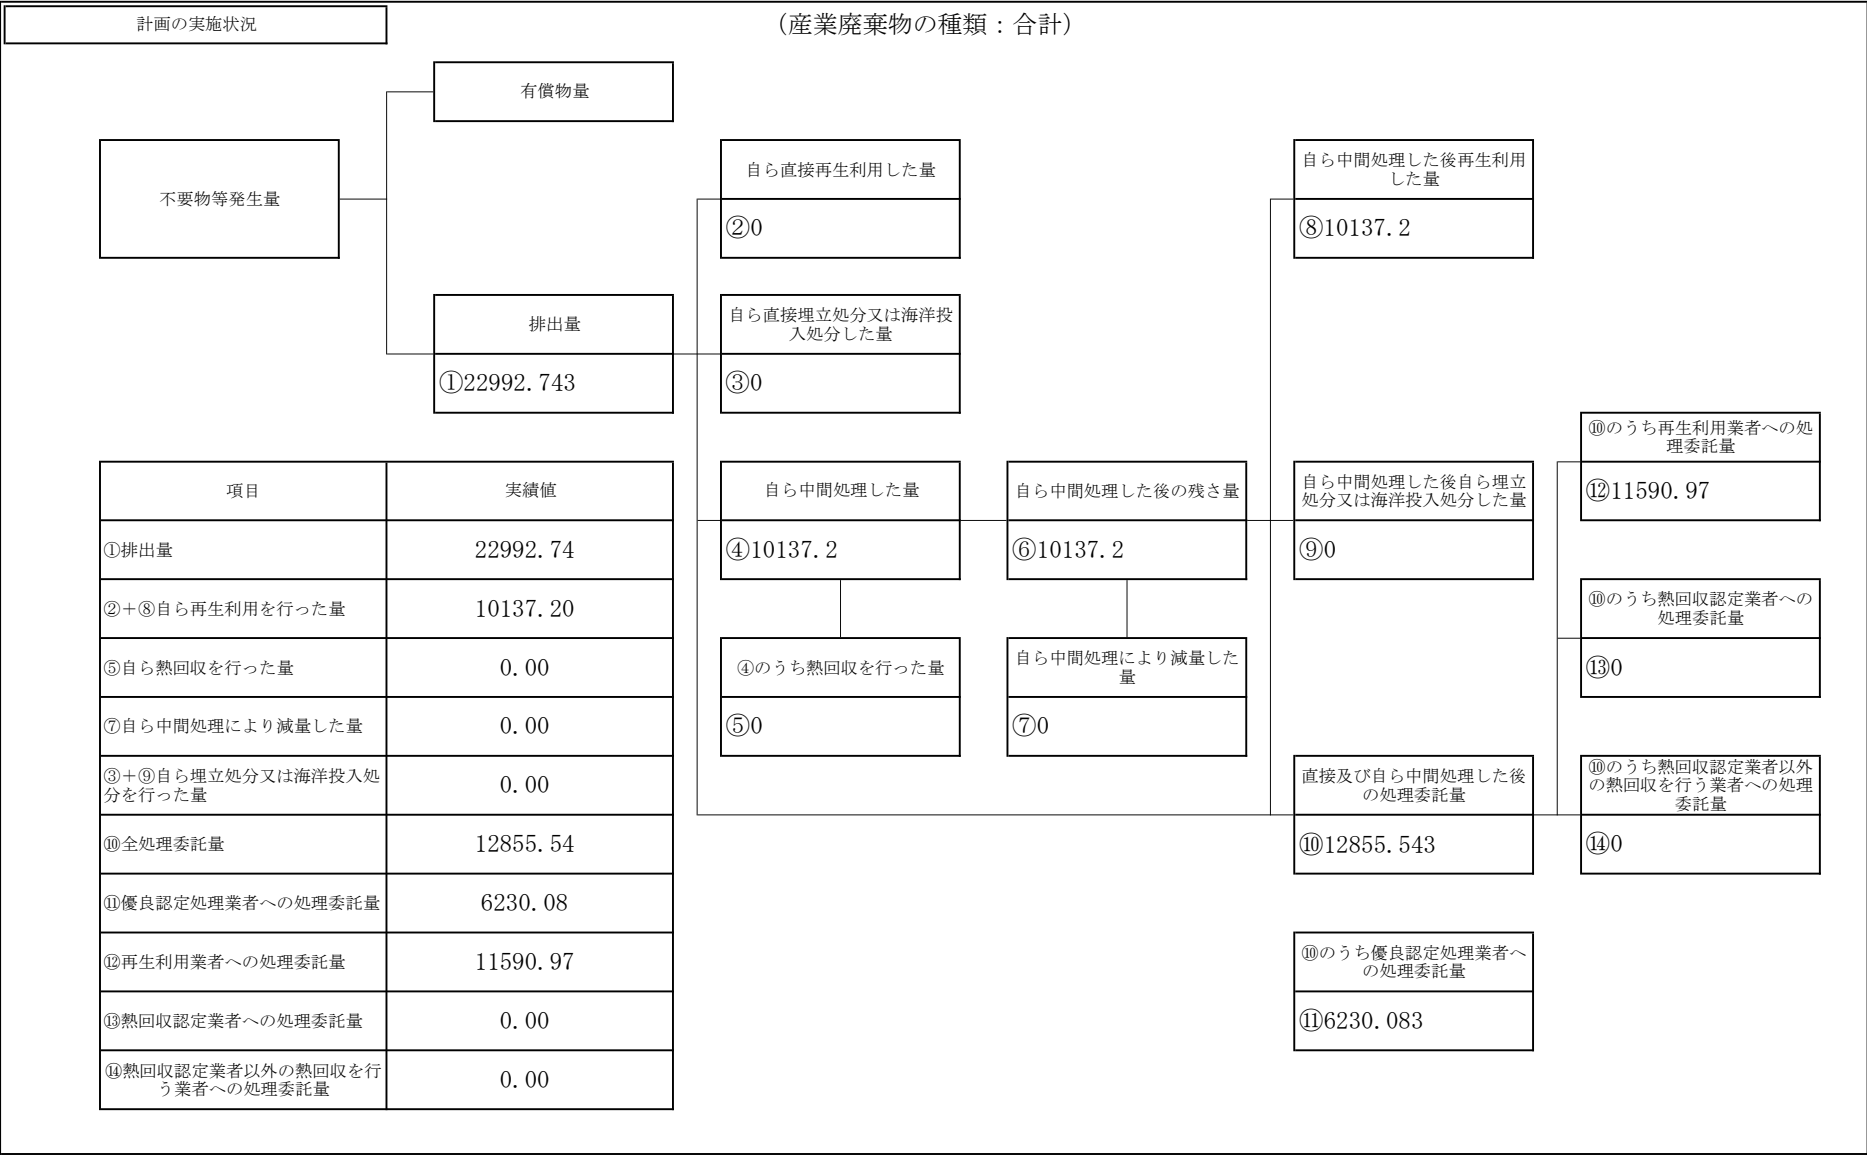 計画の実施状況
（産業廃棄物の種類：合計）
有償物量
不要物等発生量
自ら直接再生利用した量
②0
自ら中間処理した後再生利用
した量
⑧10137.2
排出量
①22992.743
自ら直接埋立処分又は海洋投
入処分した量
③0
⑩のうち再生利用業者への処
理委託量
⑫11590.97
自ら中間処理した量
④10137.2
自ら中間処理した後の残さ量
⑥10137.2
自ら中間処理した後自ら埋立
処分又は海洋投入処分した量
⑨0
⑩のうち熱回収認定業者への
処理委託量
⑬0
④のうち熱回収を行った量
⑤0
自ら中間処理により減量した
量
⑦0
直接及び自ら中間処理した後
の処理委託量
⑩12855.543
⑩のうち熱回収認定業者以外
の熱回収を行う業者への処理
委託量
⑭0
⑩のうち優良認定処理業者へ
の処理委託量
⑪6230.083
項目 実績値
①排出量 22992.74
②＋⑧自ら再生利用を行った量 10137.20
⑤自ら熱回収を行った量 0.00
⑦自ら中間処理により減量した量 0.00
③＋⑨自ら埋立処分又は海洋投入処
分を行った量 0.00
⑩全処理委託量 12855.54
⑪優良認定処理業者への処理委託量 6230.08
⑫再生利用業者への処理委託量 11590.97
⑬熱回収認定業者への処理委託量 0.00
⑭熱回収認定業者以外の熱回収を行
う業者への処理委託量 0.00